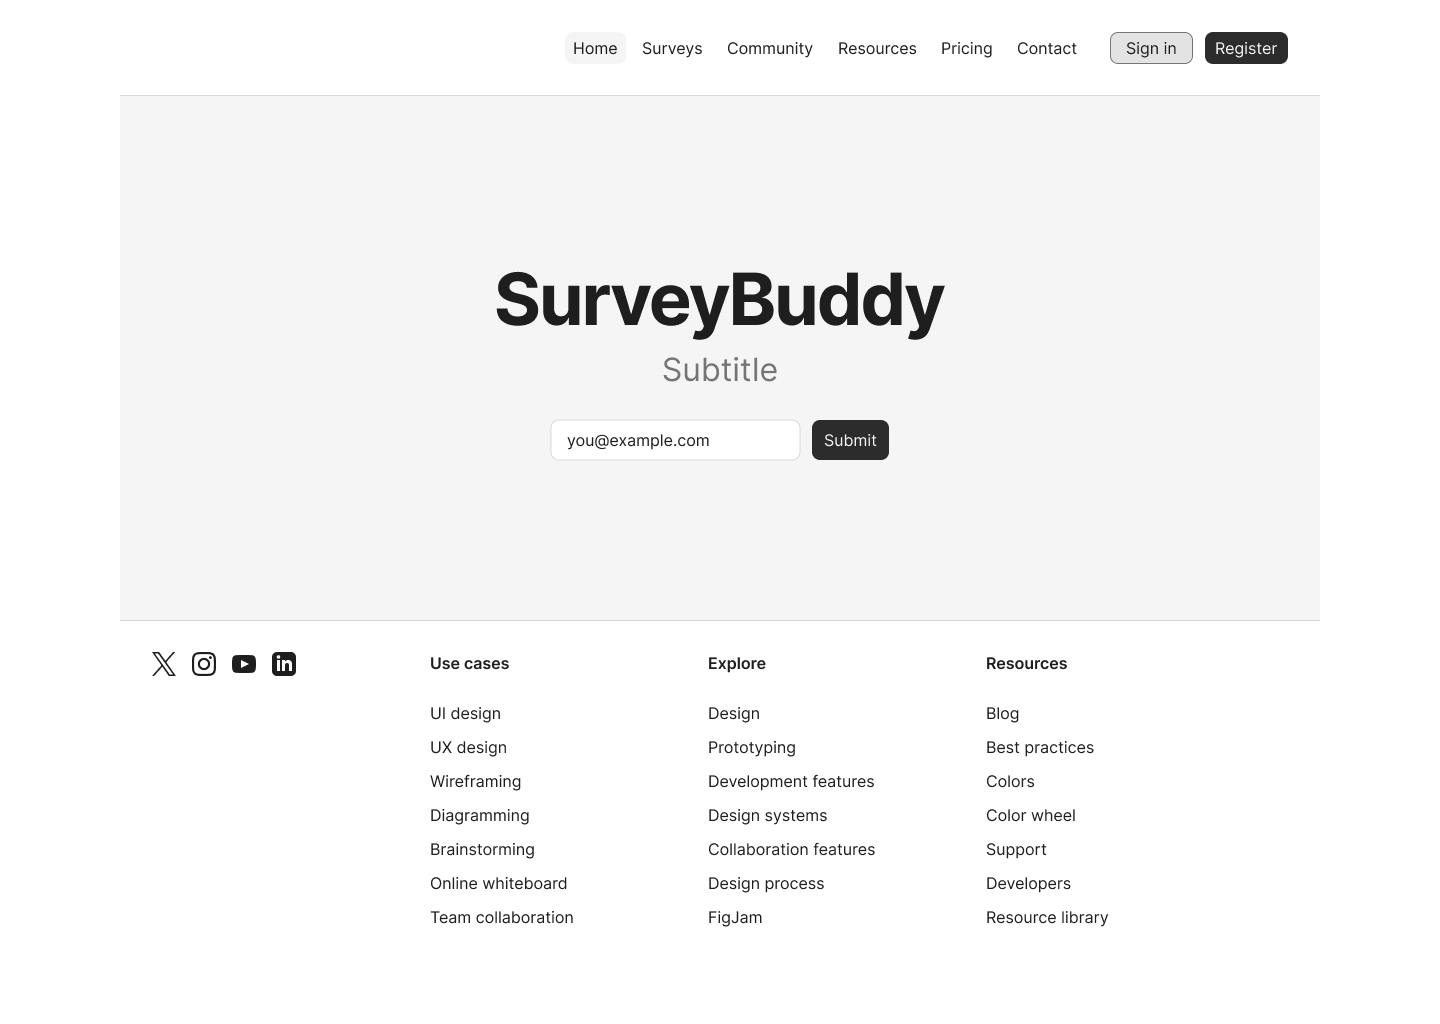 Home Surveys Community Resources Pricing Contact Sign in Register
SurveyBuddy
Subtitle
you@example.com Submit
Use cases
UI design
UX design
Wireframing
Diagramming
Brainstorming
Online whiteboard
Team collaboration
Explore
Design
Prototyping
Development features
Design systems
Collaboration features
Design process
FigJam
Resources
Blog
Best practices
Colors
Color wheel
Support
Developers
Resource library